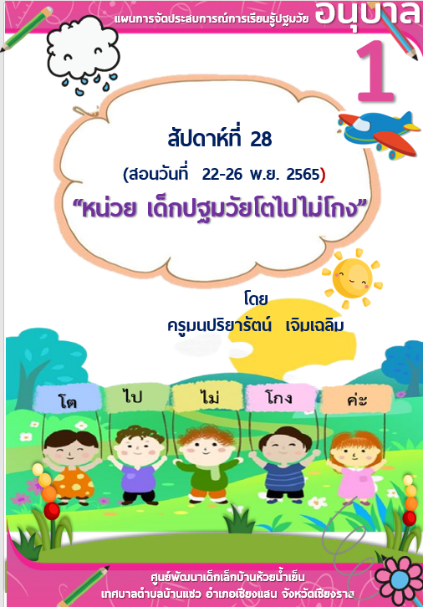 แผนการจัดประสบการณ์การเรียนรู้ปฐมวัย อนุบาล
1
สัปดาห์ที่ 28
(สอนวันที่ 22-26 พ.ย. 2565)
“หน่วย เด็กปฐมวัยโตไปไม่โกง”
โดย
ครูมนปริยารัตน์ เจิมเฉลิม
โต ไป ไม่ โกง ค่ะ
ศูนย์พัฒนาเด็กเล็กบ้านห้วยน้ำเย็น
เทศบาลตำบลบ้านแซว อำเภอเชียงแสน จังหวัดเชียงราย